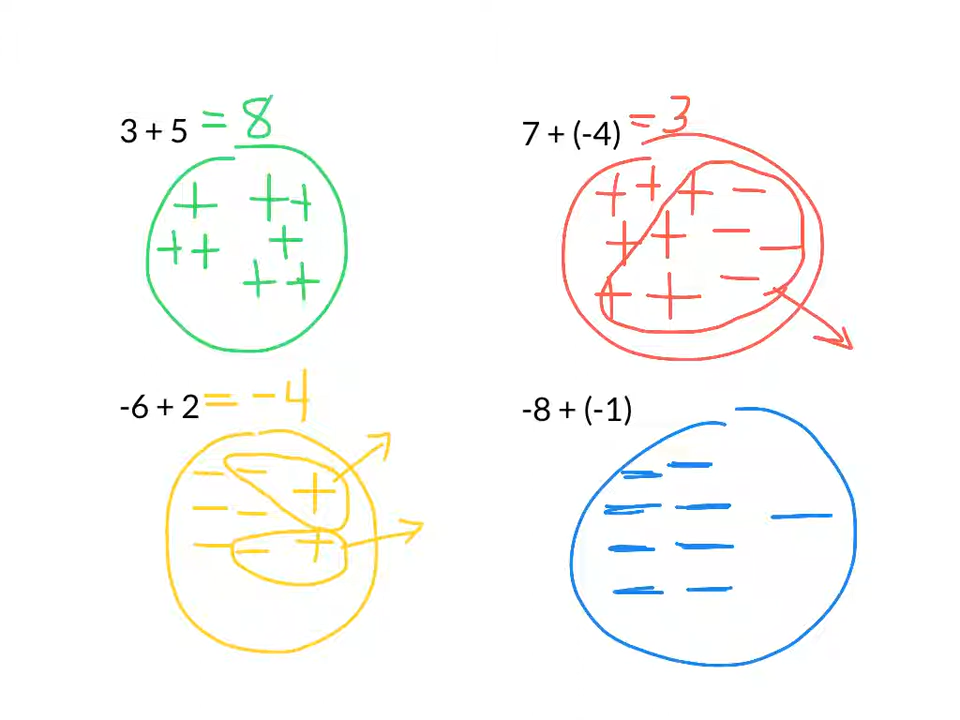 3 + 5 = 8
7 + (-4) = 3
-6 + 2 = -4
-8 + (-1)